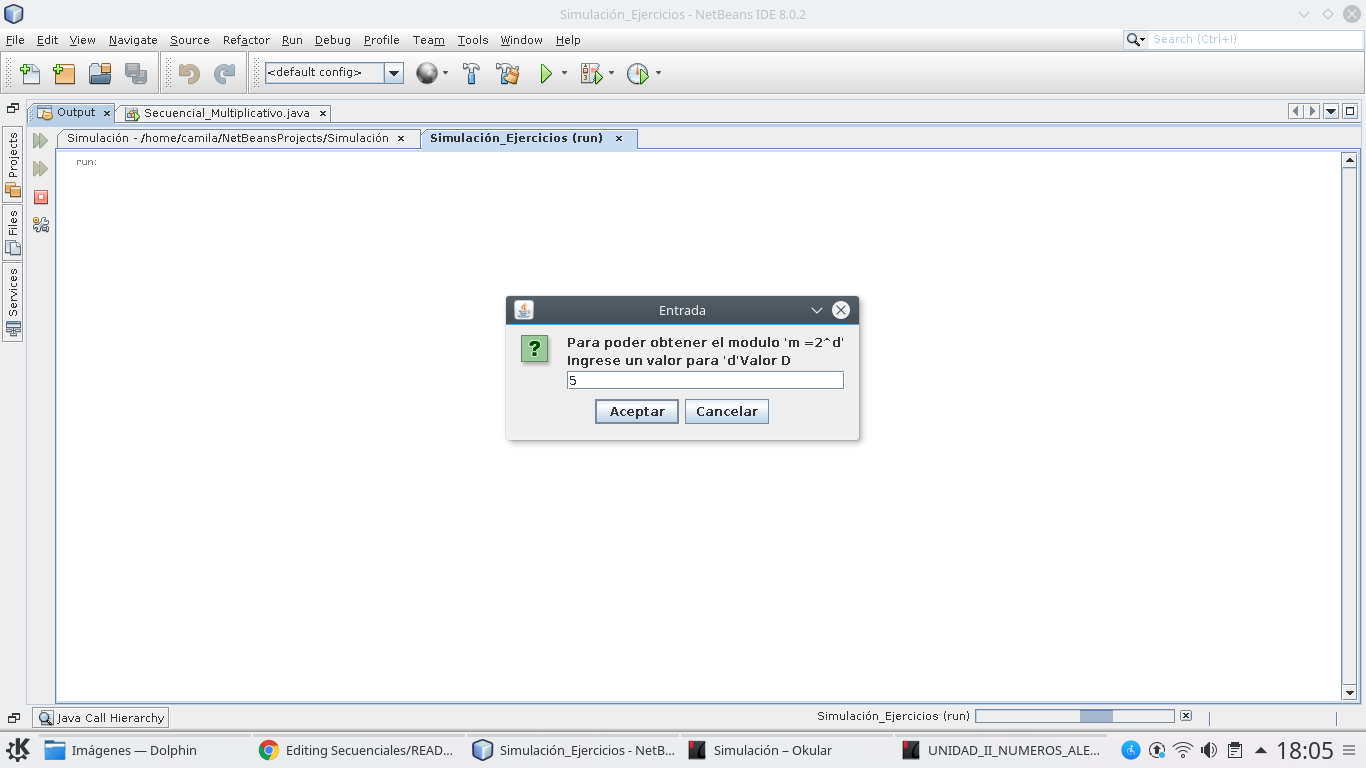 Simulación_Ejercicios - NetBeans IDE 8.0.2
File Edit View Navigate Source Refactor Run Debug Profile Team Tools Window Help
Search (Ctrl+I)
<default config>
Output
Secuencial_Multiplicativo.java
Simulación - /home/camila/NetBeansProjects/Simulación
Simulación_Ejercicios (run)
Projects
Files
Services
run:
Entrada
?
Para poder obtener el modulo 'm =2^d'
Ingrese un valor para 'd'Valor D
5
Aceptar Cancelar
Java Call Hierarchy
Simulación_Ejercicios (run)
Imágenes — Dolphin
Editing Secuenciales/READ...
Simulación_Ejercicios - NetB...
Simulación – Okular
UNIDAD_II_NUMEROS_ALE...
18:05